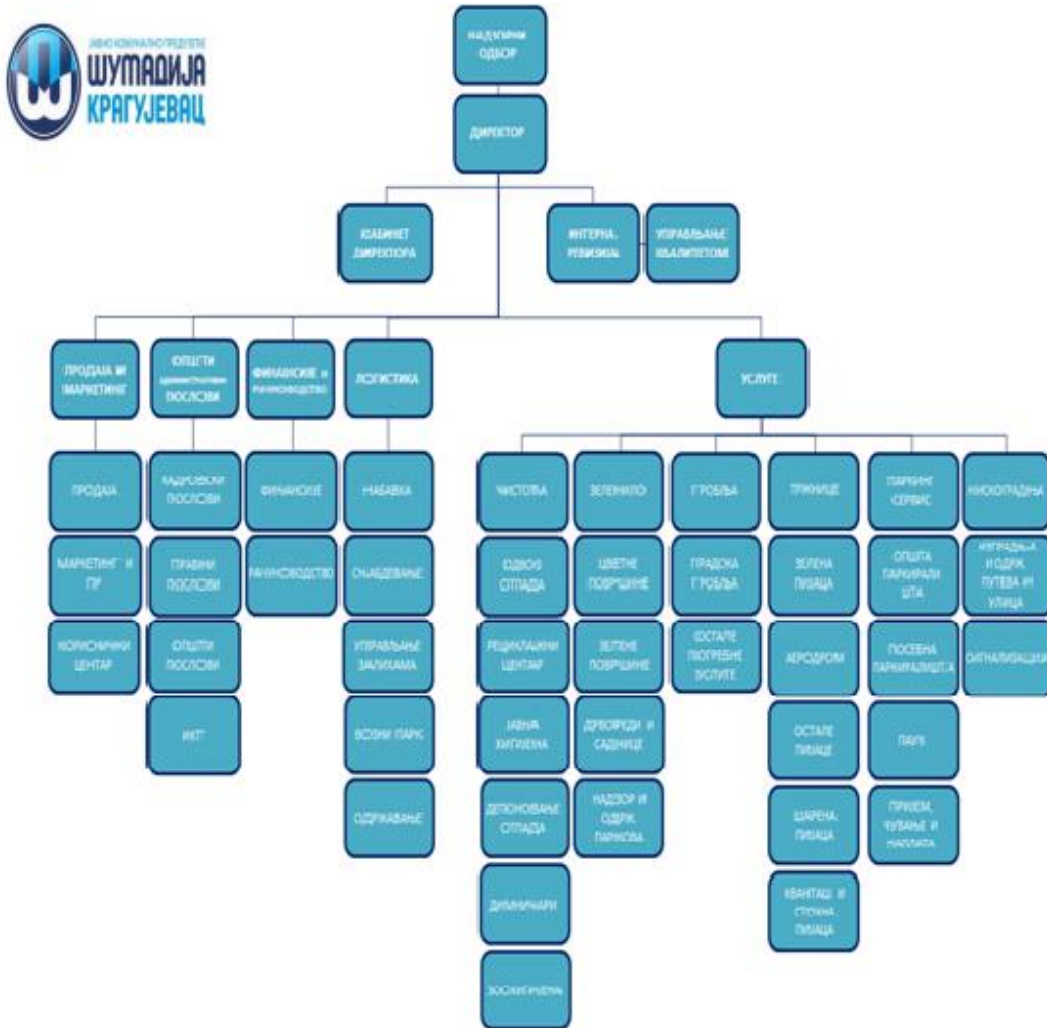 ЈАВНО КОМУНАЛНО ПРЕДУЗЕЋЕ
ШУМАДИЈА
КРАГУЈЕВАЦ
НАДЗОРНИ
ОДБОР
ДИРЕКТОР
КАБИНЕТ
ДИРЕКТОРА
ИНТЕРНА
РЕВИЗИЈА
УПРАВЉАЊЕ
КВАЛИТЕТОМ
ПРОДАЈА И
МАРКЕТИНГ
ОПШТИ
ПОСЛОВИ
ФИНАНСИЈЕ И
РАЧУНОВОДСТВО
ЛОГИСТИКА
УСЛУГЕ
ПРОДАЈА
МАРКЕТИНГ И
ПР
КОРИСНИЧКИ
ЦЕНТАР
КАДРОВСКИ
ПОСЛОВИ
ПРАВНИ
ПОСЛОВИ
ОПШТИ
ПОСЛОВИ
ИКТ
ФИНАНСИЈЕ
РАЧУНОВОДСТВО
НАБАВКА
СНАБДЕВАЊЕ
УПРАВЉАЊЕ
ЗАЛИХАМА
ВОЗНИ ПАРК
ОДРЖАВАЊЕ
ЧИСТОЋА
ОДВОЗ
ОТПАДА
РЕЦИКЛАЖНИ
ЦЕНТАР
ЈАВНА
ХИГИЈЕНА
ДЕПОНОВАЊЕ
ОТПАДА
ДИМНИЧАРИ
ЗООХИГИЈЕНА
ЗЕЛЕНИЛО
ЦВЕТНЕ
ПОВРШИНЕ
ЗЕЛЕНЕ
ПОВРШИНЕ
ДРВОРЕДИ И
САДНИЦЕ
НАДЗОР И
ОДРЖ.
ПАРКОВА
ГРОБЉА
ГРАДСКА
ГРОБЉА
ОСТАЛЕ
ПОГРЕБНЕ
УСЛУГЕ
ТРЖНИЦЕ
ЗЕЛЕНА
ПИЈАЦА
АЕРОДРОМ
ОСТАЛЕ
ПИЈАЦЕ
ШАРЕНА
ПИЈАЦА
КВАНТАШ И
СТОЧНА
ПИЈАЦА
ПАРКИНГ
СЕРВИС
ОПШТА
ПАРКИРАЛИ
ШТА
ПОСЕБНА
ПАРКИРАЛИШТА
ПАУК
ПРИЈЕМ,
ЧУВАЊЕ И
НАПЛАТА
НИСКОГРАДЊА
ИЗГРАДЊА
И ОДРЖ.
ПУТЕВА И
УЛИЦА
СИГНАЛИЗАЦИЈА